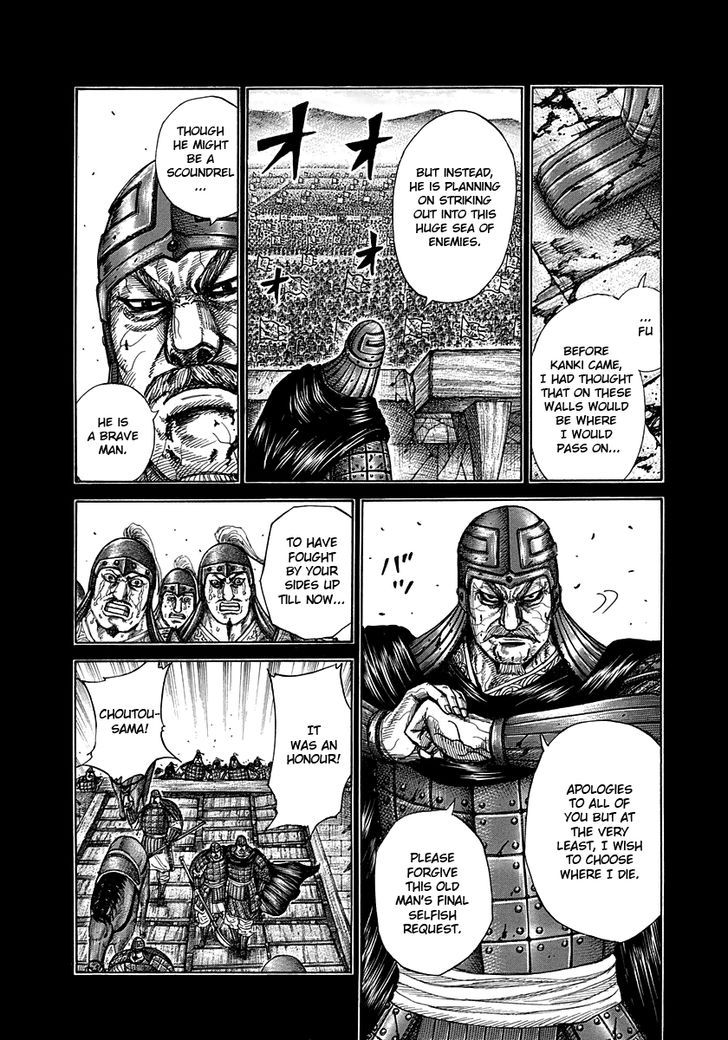 ...
FU
BEFORE
KANKI CAME,
I HAD THOUGHT
THAT ON THESE
WALLS WOULD
BE WHERE
I WOULD
PASS ON...
BUT INSTEAD,
HE IS PLANNING
ON STRIKING
OUT INTO THIS
HUGE SEA OF
ENEMIES.
オ
オ
オ
オ
THOUGH
HE MIGHT
BE A
SCOUNDREL
...
HE IS
A BRAVE
MAN.
バッ
APOLOGIES
TO ALL OF
YOU BUT AT
THE VERY
LEAST, I WISH
TO CHOOSE
WHERE I DIE.
PLEASE
FORGIVE
THIS OLD
MAN'S FINAL
SELFISH
REQUEST.
TO HAVE
FOUGHT
BY YOUR
SIDES UP
TILL NOW...
IT
WAS AN
HONOUR!
CHOUTOU-
SAMA!